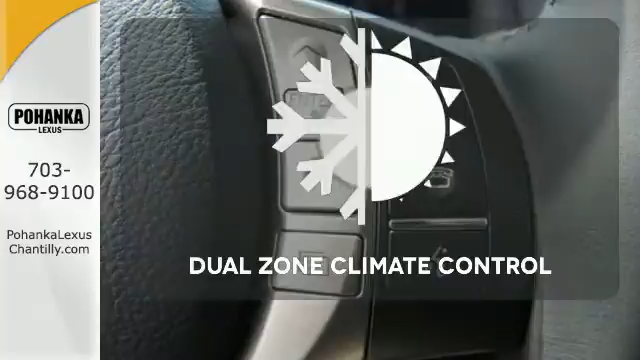 POHANKA
LEXUS
703-
968-9100
PohankaLexus
Chantilly.com
DUAL ZONE CLIMATE CONTROL